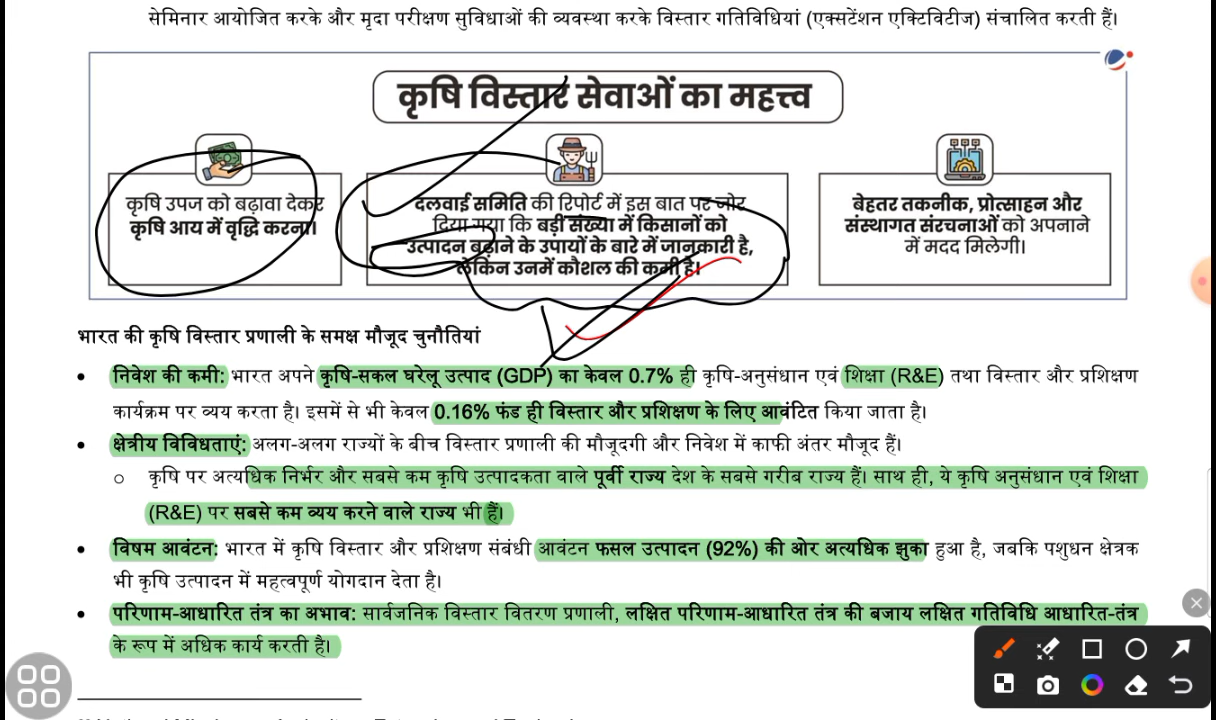 सेमिनार आयोजित करके और मृदा परीक्षण सुविधाओं की व्यवस्था करके विस्तार गतिविधियां (एक्सटेंशन एक्टिविटीज) संचालित करती हैं।
कृषि विस्तार सेवाओं का महत्त्व
कृषि उपज को बढ़ावा देकर
कृषि आय में वृद्धि करना।
दलवाई समिति की रिपोर्ट में इस बात पर जोर
दिया गया कि बड़ी संख्या में किसानों को
उत्पादन बढ़ाने के उपायों के बारे में जानकारी है,
लेकिन उनमें कौशल की कमी है।
बेहतर तकनीक, प्रोत्साहन और
संस्थागत संरचनाओं को अपनाने
में मदद मिलेगी।
भारत की कृषि विस्तार प्रणाली के समक्ष मौजूद चुनौतियां
• निवेश की कमी: भारत अपने कृषि-सकल घरेलू उत्पाद (GDP) का केवल 0.7% ही कृषि-अनुसंधान एवं शिक्षा (R&E) तथा विस्तार और प्रशिक्षण
कार्यक्रम पर व्यय करता है। इसमें से भी केवल 0.16% फंड ही विस्तार और प्रशिक्षण के लिए आवंटित किया जाता है।
• क्षेत्रीय विविधताएं: अलग-अलग राज्यों के बीच विस्तार प्रणाली की मौजूदगी और निवेश में काफी अंतर मौजूद हैं।
o कृषि पर अत्यधिक निर्भर और सबसे कम कृषि उत्पादकता वाले पूर्वी राज्य देश के सबसे गरीब राज्य हैं। साथ ही, ये कृषि अनुसंधान एवं शिक्षा
(R&E) पर सबसे कम व्यय करने वाले राज्य भी हैं।
• विषम आवंटन: भारत में कृषि विस्तार और प्रशिक्षण संबंधी आवंटन फसल उत्पादन (92%) की ओर अत्यधिक झुका हुआ है, जबकि पशुधन क्षेत्रक
भी कृषि उत्पादन में महत्वपूर्ण योगदान देता है।
• परिणाम-आधारित तंत्र का अभाव: सार्वजनिक विस्तार वितरण प्रणाली, लक्षित परिणाम-आधारित तंत्र की बजाय लक्षित गतिविधि आधारित-तंत्र
के रूप में अधिक कार्य करती है।